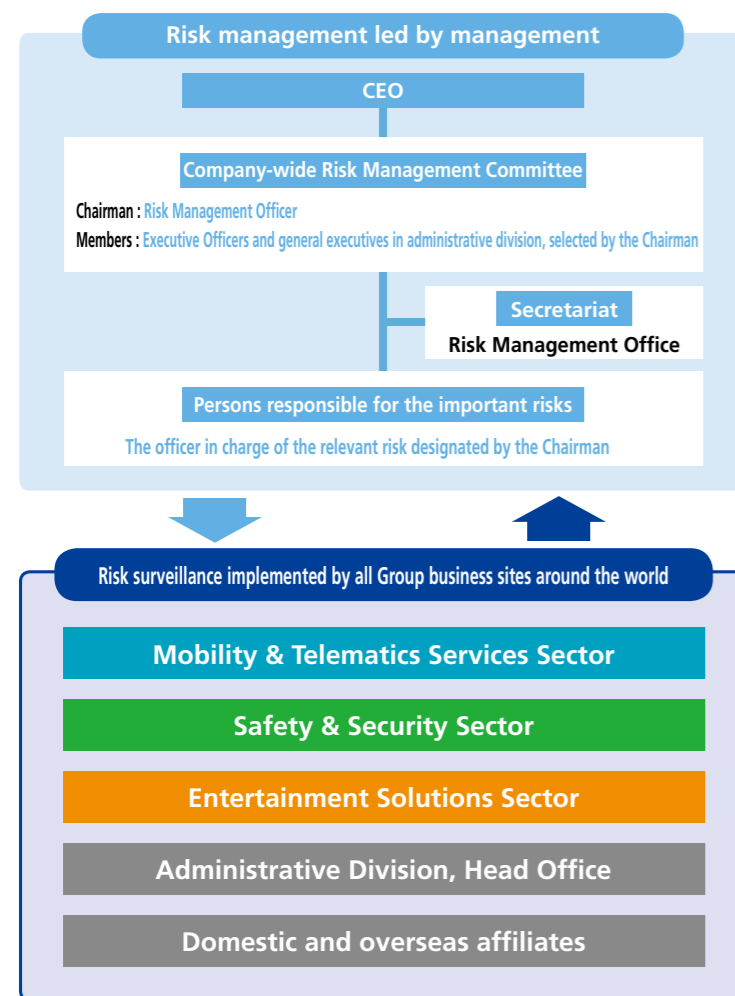 Risk management led by management
CEO
Company-wide Risk Management Committee
Chairman : Risk Management Officer
Members : Executive Officers and general executives in administrative division, selected by the Chairman
Secretariat
Risk Management Office
Persons responsible for the important risks
The officer in charge of the relevant risk designated by the Chairman
Risk surveillance implemented by all Group business sites around the world
Mobility & Telematics Services Sector
Safety & Security Sector
Entertainment Solutions Sector
Administrative Division, Head Office
Domestic and overseas affiliates